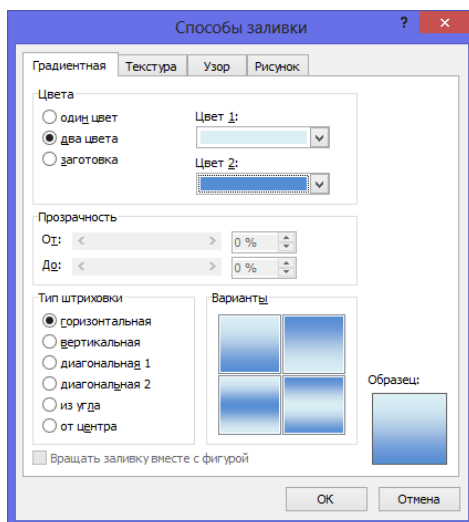 Способы заливки ? ×
Градиентная Текстура Узор Рисунок
Цвета
один цвет Цвет 1:
два цвета
заготовка Цвет 2:
Прозрачность
От: 0 %
До: 0 %
Тип штриховки Варианты
горизонтальная
вертикальная
диагональная 1
диагональная 2 Образец:
из угла
от центра
Вращать заливку вместе с фигурой
ОК Отмена